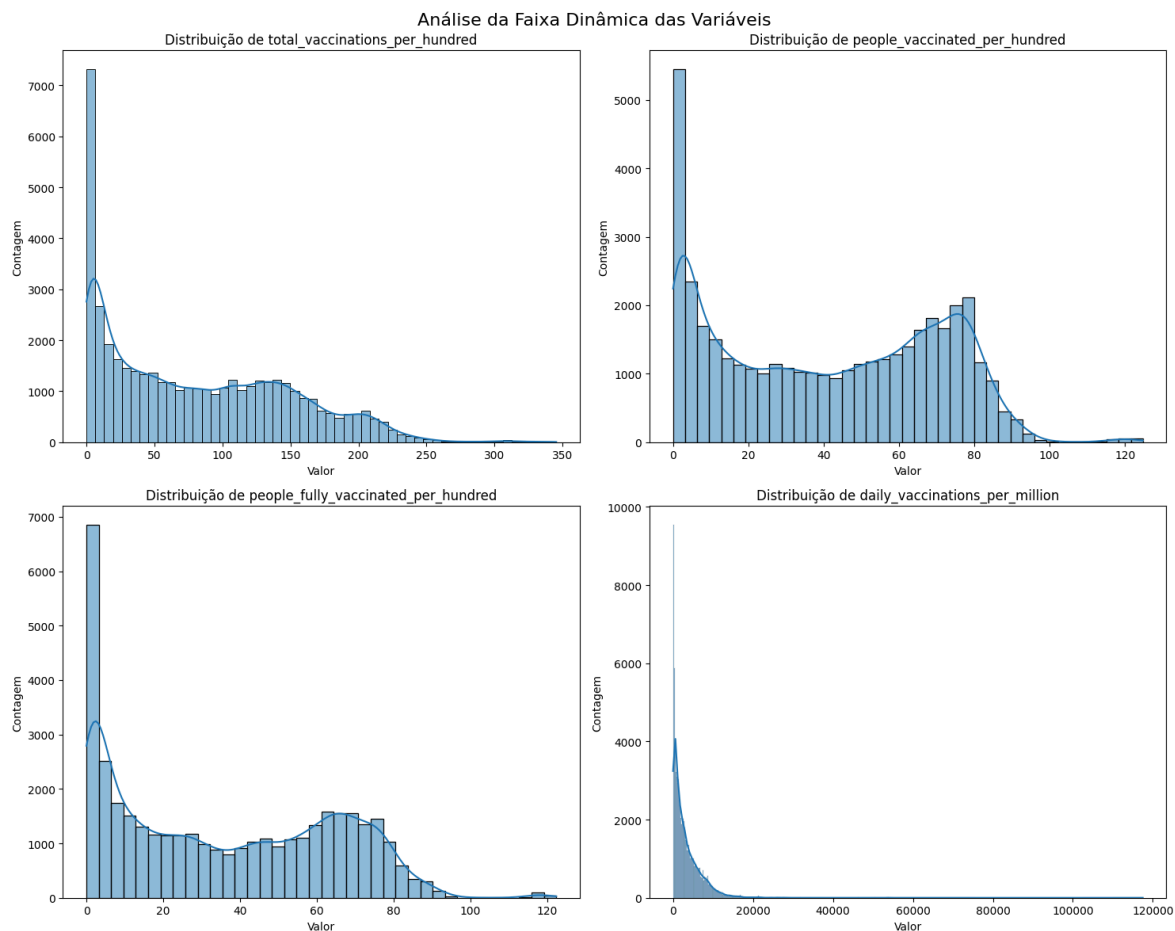 Análise da Faixa Dinâmica das Variáveis
Distribuição de total_vaccinations_per_hundred
Contagem
7000
6000
5000
4000
3000
2000
1000
0
0 50 100 150 200 250 300 350
Valor
Distribuição de people_vaccinated_per_hundred
Contagem
5000
4000
3000
2000
1000
0
0 20 40 60 80 100 120
Valor
Distribuição de people_fully_vaccinated_per_hundred
Contagem
7000
6000
5000
4000
3000
2000
1000
0
0 20 40 60 80 100 120
Valor
Distribuição de daily_vaccinations_per_million
Contagem
10000
8000
6000
4000
2000
0
0 20000 40000 60000 80000 100000 120000
Valor